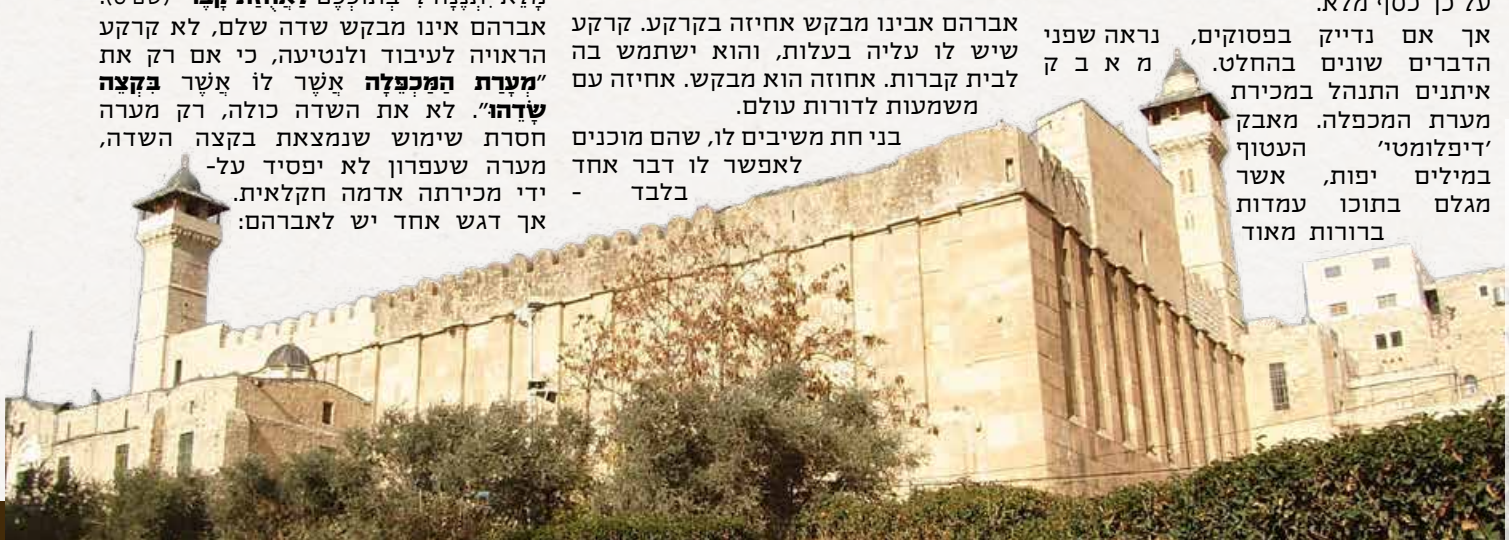 על כך כסף מלא.
אך אם נדייק בפסוקים, נראה שפני
הדברים שונים בהחלט. מ א ב ק
איתנים התנהל במכירת
מערת המכפלה. מאבק
׳דיפלומטי׳ העטוף
במילים יפות, אשר
מגלם בתוכו עמדות
ברורות מאוד
אברהם אבינו מבקש אחיזה בקרקע. קרקע
שיש לו עליה בעלות, והוא ישתמש בה
לבית קברות. אחוזה הוא מבקש. אחיזה עם
משמעות לדורות עולם.
בני חת משיבים לו, שהם מוכנים
לאפשר לו דבר אחד
בלבד -
אברהם אינו מבקש שדה שלם, לא קרקע
הראויה לעיבוד ולנטיעה, כי אם רק את
״מְעָרַת הַמַּכְפֵּלָה אֲשֶׁר לוֹ אֲשֶׁר בִּקְצֵה
שָׂדֵהוּ״. לא את השדה כולה, רק מערה
חסרת שימוש שנמצאת בקצה השדה,
מערה שעפרון לא יפסיד על-
ידי מכירתה אדמה חקלאית.
אך דגש אחד יש לאברהם: